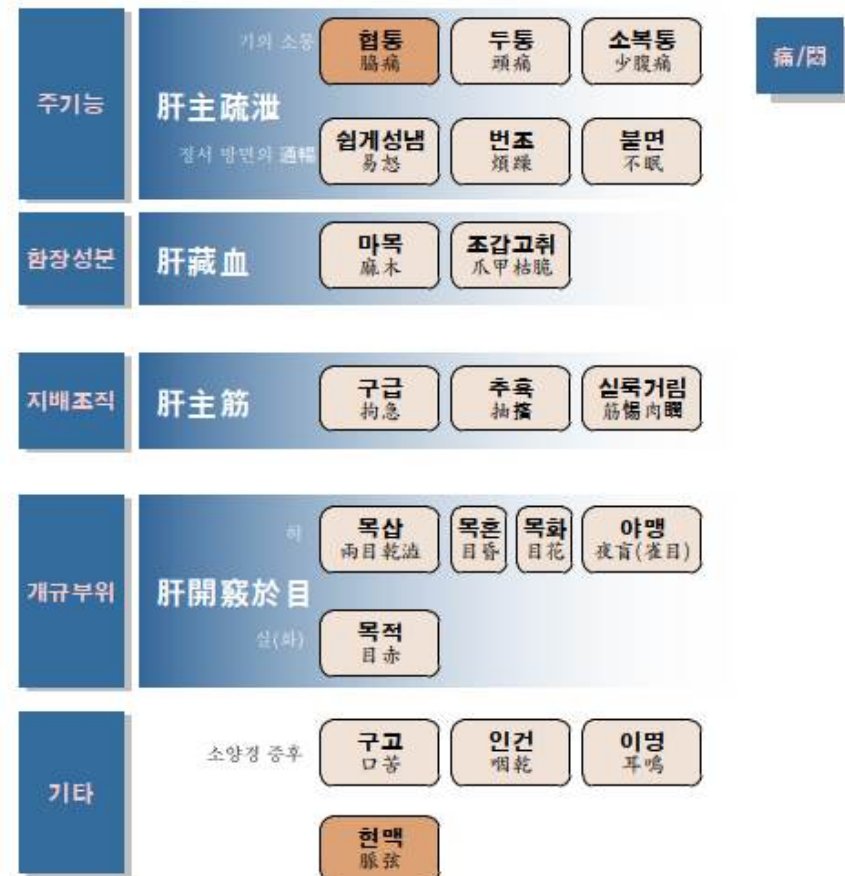 기의 소통
협통
脇痛
두통
頭痛
소복통
少腹痛
痛/悶
주기능
肝主疏泄
정서 방면의 通暢
쉽게성냄
易怒
번조
煩躁
불면
不眠
함장성분
肝藏血
마목
麻木
조갑고취
爪甲枯脆
지배조직
肝主筋
구급
拘急
추휵
抽搐
실룩거림
筋惕肉瞤
허
목삽
兩目乾澁
목혼
目昏
목화
目花
야맹
夜盲(雀目)
개규부위
肝開竅於目
실(화)
목적
目赤
소양경 증후
구고
口苦
인건
咽乾
이명
耳鳴
기타
현맥
脈弦